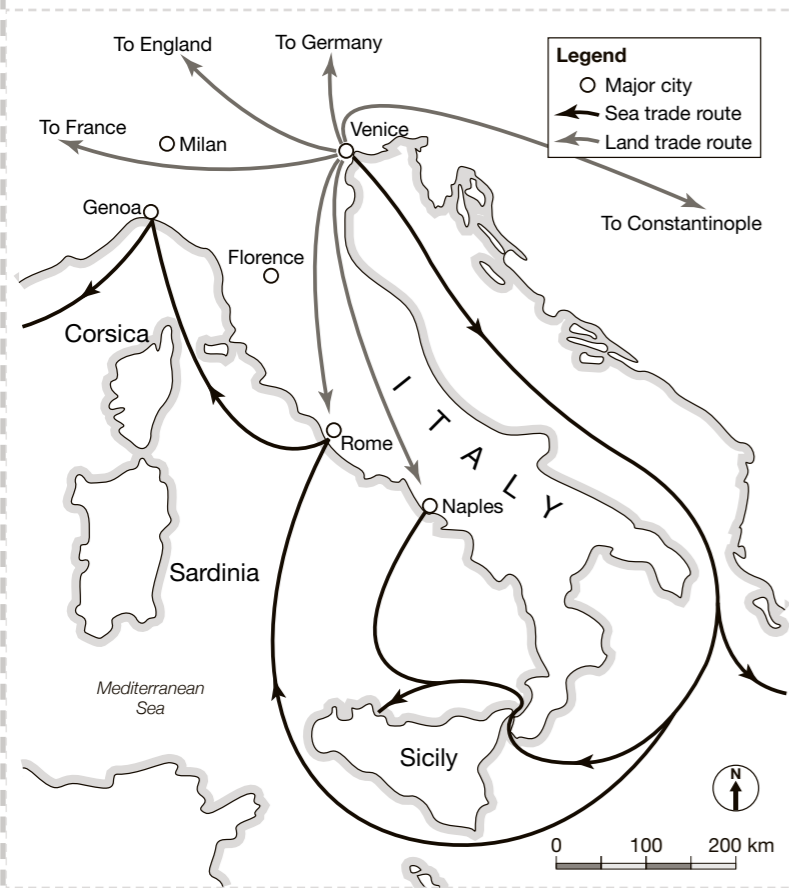 To England
To Germany
Legend
Major city
Sea trade route
Land trade route
To France
Milan
Venice
Genoa
To Constantinople
Florence
Corsica
ITALY
Rome
Naples
Sardinia
Mediterranean
Sea
Sicily
N
0 100 200 km